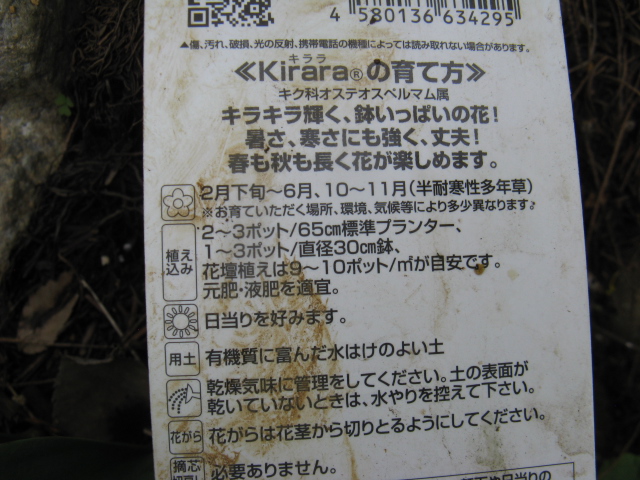 4 580136 634295
▲傷、汚れ、破損、光の反射、携帯電話の機種によっては読み取れない場合があります。
キララ
≪Kirara®の育て方≫
キク科オステオスペルマム属
キラキラ輝く、鉢いっぱいの花!
暑さ、寒さにも強く、丈夫!
春も秋も長く花が楽しめます。
2月下旬～6月、10～11月(半耐寒性多年草)
※お育ていただく場所、環境、気候等により多少異なります。
植え込み
2～3ポット/65cm標準プランター、
1～3ポット/直径30cm鉢、
花壇植えは9～10ポット/㎡が目安です。
元肥・液肥を適宜。
日当りを好みます。
用土 有機質に富んだ水はけのよい土
乾燥気味に管理をしてください。土の表面が
乾いていないときは、水やりを控えて下さい。
花がら 花がらは花茎から切りとるようにしてください。
摘芯 必要ありません。